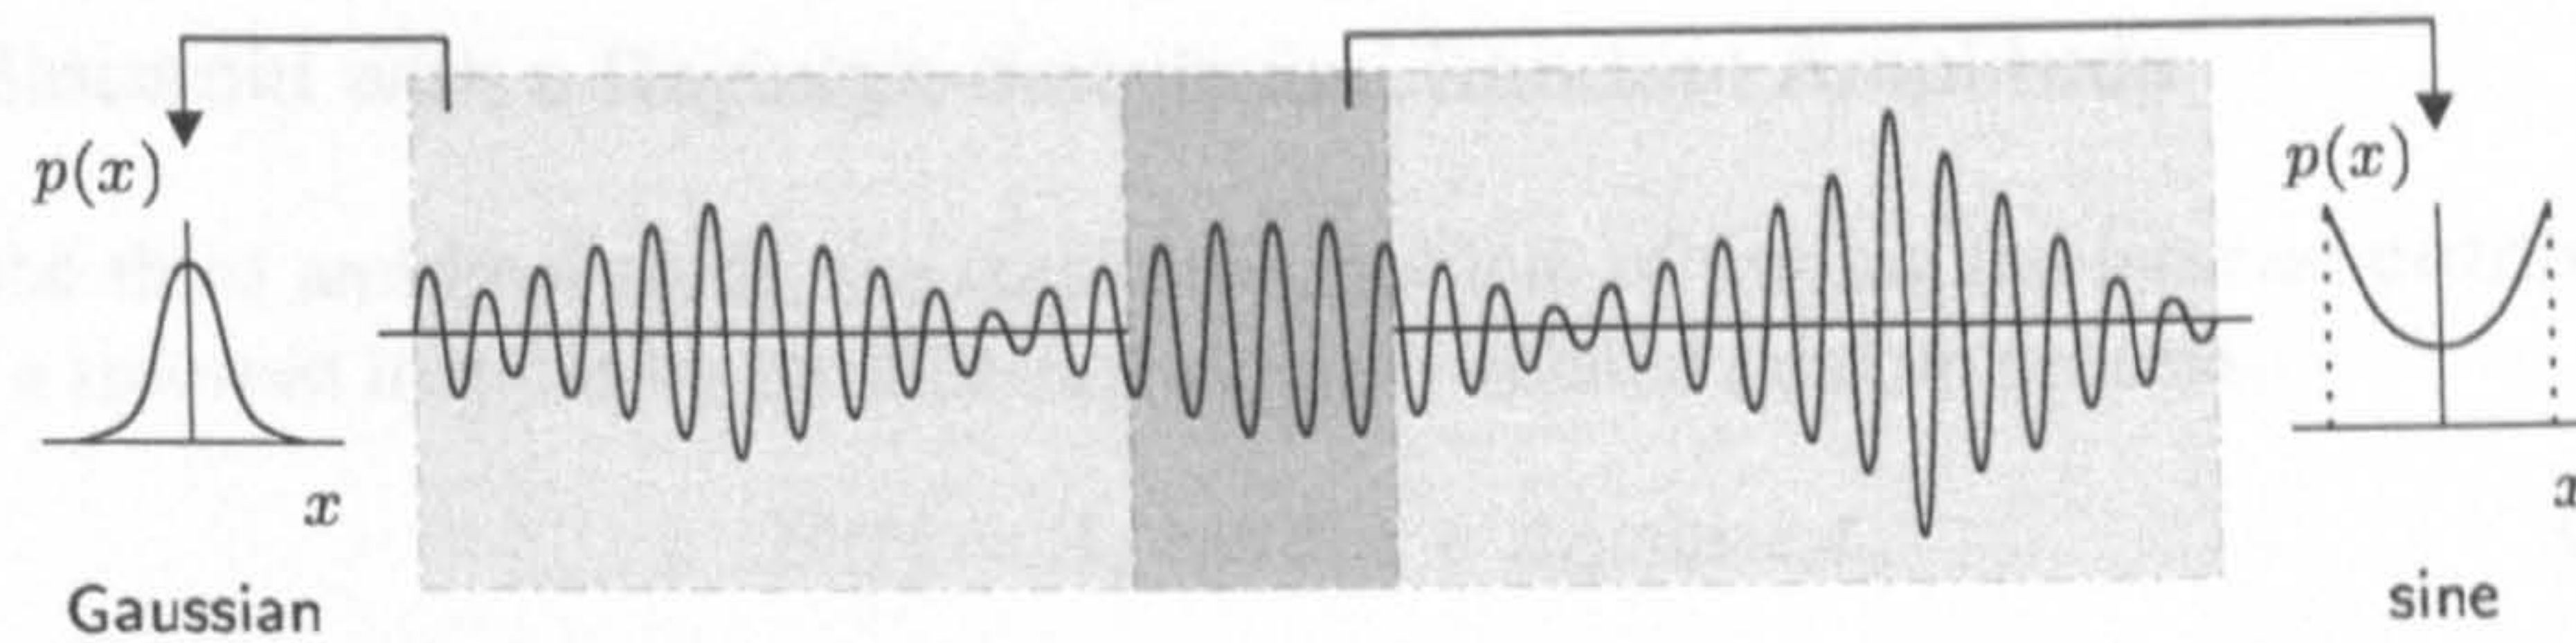 p(x)
p(x)
x
x
Gaussian
sine